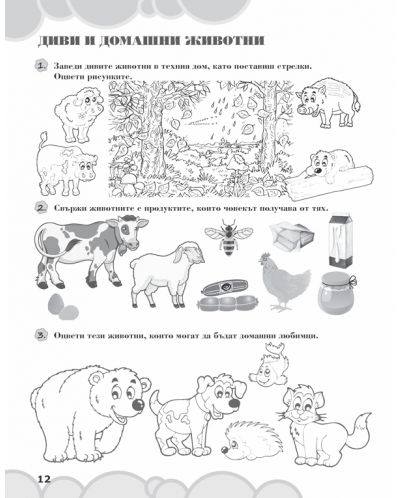 ДИВИ И ДОМАШНИ ЖИВОТНИ
1. Заведи дивите животни в техния дом, като поставиш стрелки.
Оцвети рисунките.
2. Свържи животните с продуктите, които човекът получава от тях.
3. Оцвети тези животни, които могат да бъдат домашни любимци.
12